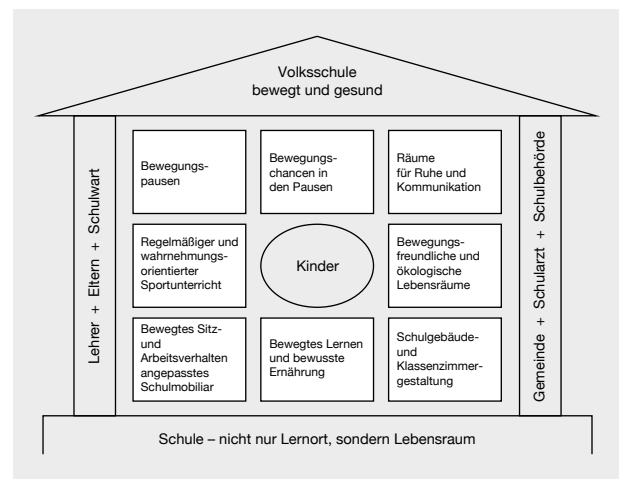 Volksschule
bewegt und gesund
Lehrer + Eltern + Schulwart
Bewegungs-
pausen
Bewegungs-
chancen in
den Pausen
Räume
für Ruhe und
Kommunikation
Regelmäßiger und
wahrnehmungs-
orientierter
Sportunterricht
Kinder
Bewegungs-
freundliche und
ökologische
Lebensräume
Bewegtes Sitz-
und
Arbeitsverhalten
angepasstes
Schulmobiliar
Bewegtes Lernen
und bewusste
Ernährung
Schulgebäude-
und
Klassenzimmer-
gestaltung
Gemeinde + Schularzt + Schulbehörde
Schule – nicht nur Lernort, sondern Lebensraum